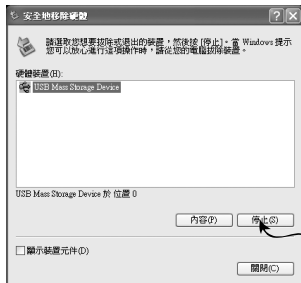 安全地移除硬體
請選取您想要拔除或退出的裝置，然後按 [停止]。當 Windows 提示
您可以放心進行這項操作時，請從您的電腦拔除裝置。
硬體裝置(H):
USB Mass Storage Device
USB Mass Storage Device 於 位置 0
內容(P)
停止(S)
顯示裝置元件(D)
關閉(C)